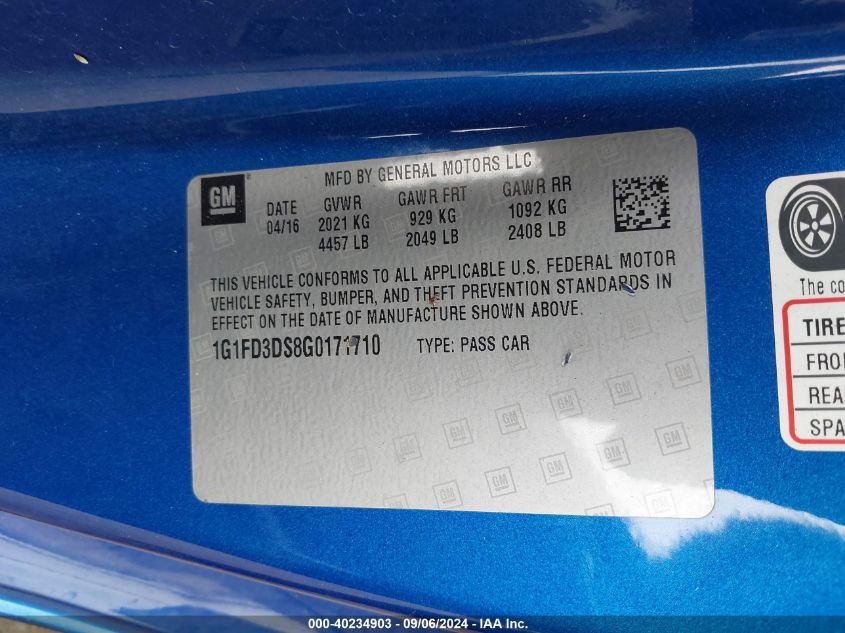 GM
MFD BY GENERAL MOTORS LLC
DATE GVWR GAWR FRT GAWR RR
04/16 2021 KG 929 KG 1092 KG
4457 LB 2049 LB 2408 LB
THIS VEHICLE CONFORMS TO ALL APPLICABLE U.S. FEDERAL MOTOR
VEHICLE SAFETY, BUMPER, AND THEFT PREVENTION STANDARDS IN
EFFECT ON THE DATE OF MANUFACTURE SHOWN ABOVE.
1G1FD3DS8G0171710 TYPE: PASS CAR
The co
TIRE
FRO
REA
SPA
000-40234903 - 09/06/2024 - IAA Inc.